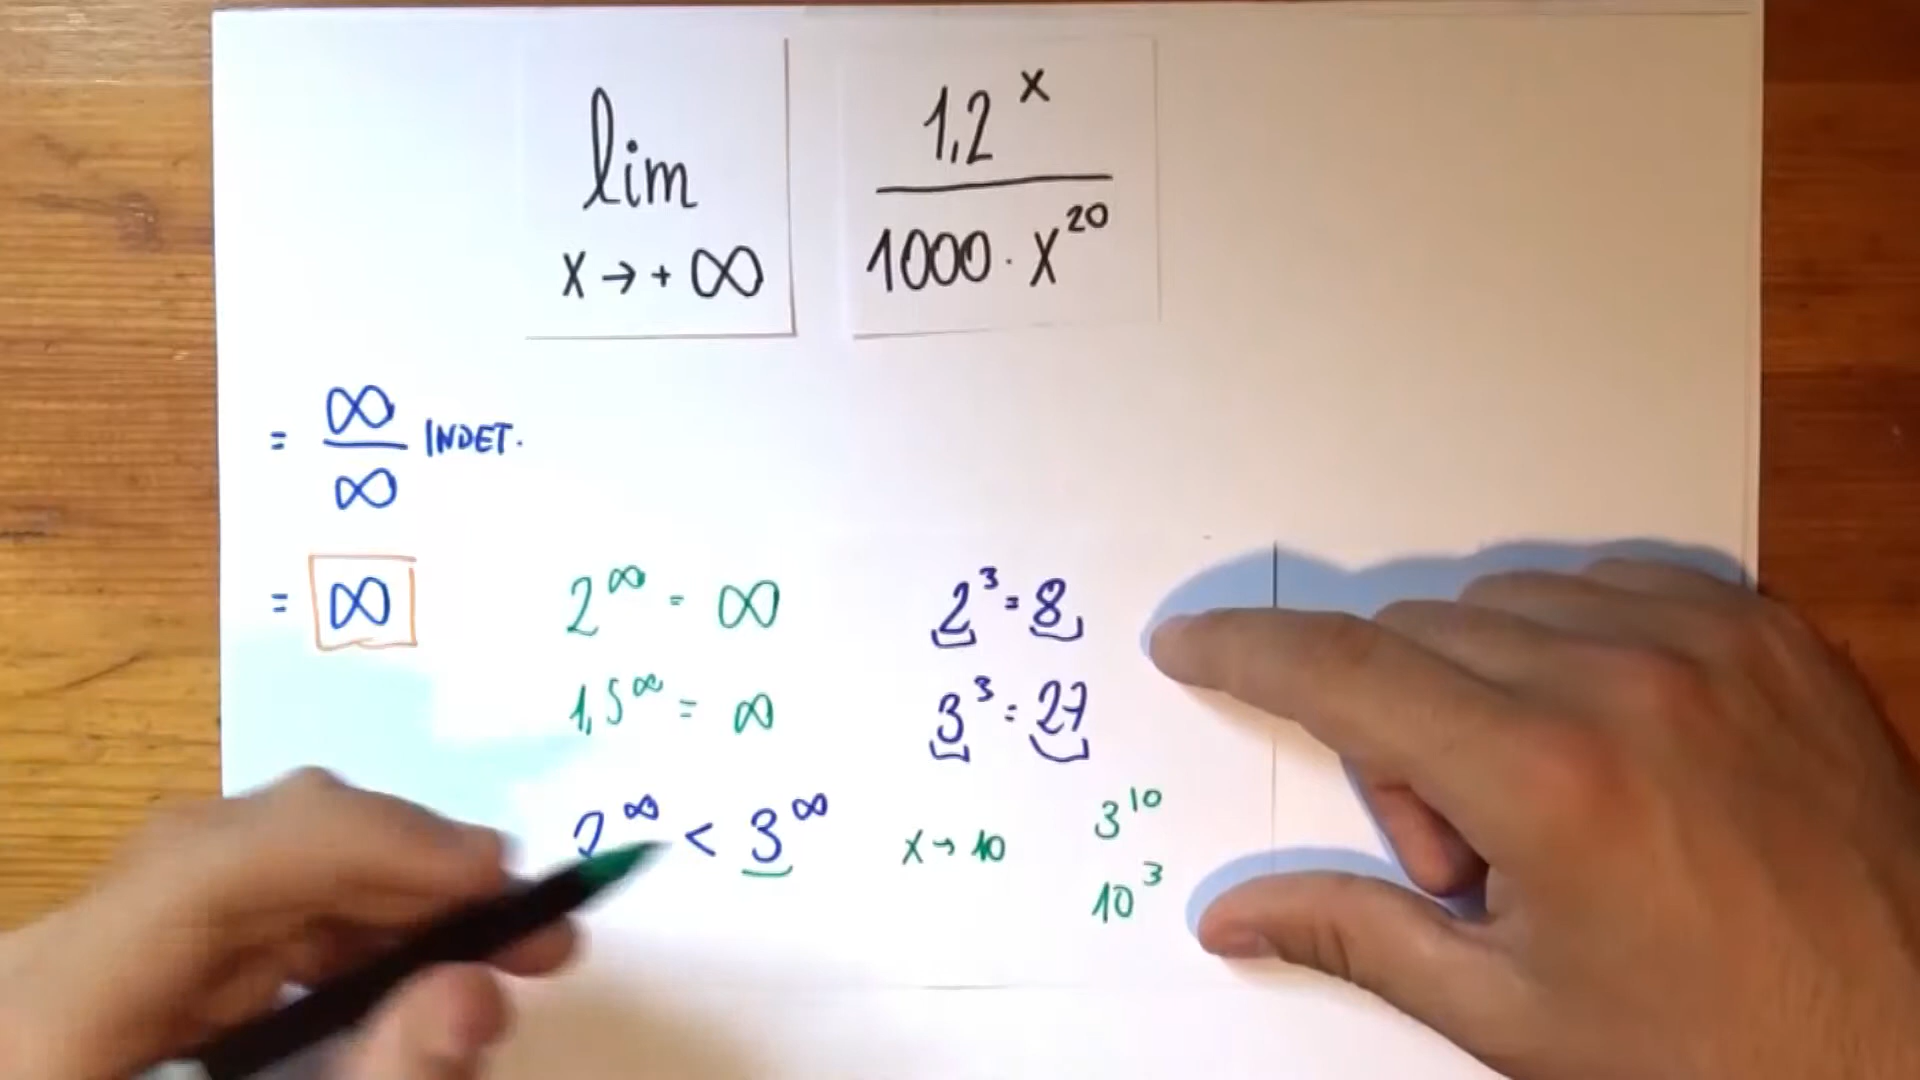 lim
x → + ∞
1,2^x
1000 · x^20
= ∞/∞ INDET.
= ∞
2^∞ = ∞
1,5^∞ = ∞
2^∞ < 3^∞
2^3 = 8
3^3 = 27
x → 10
3^10
10^3